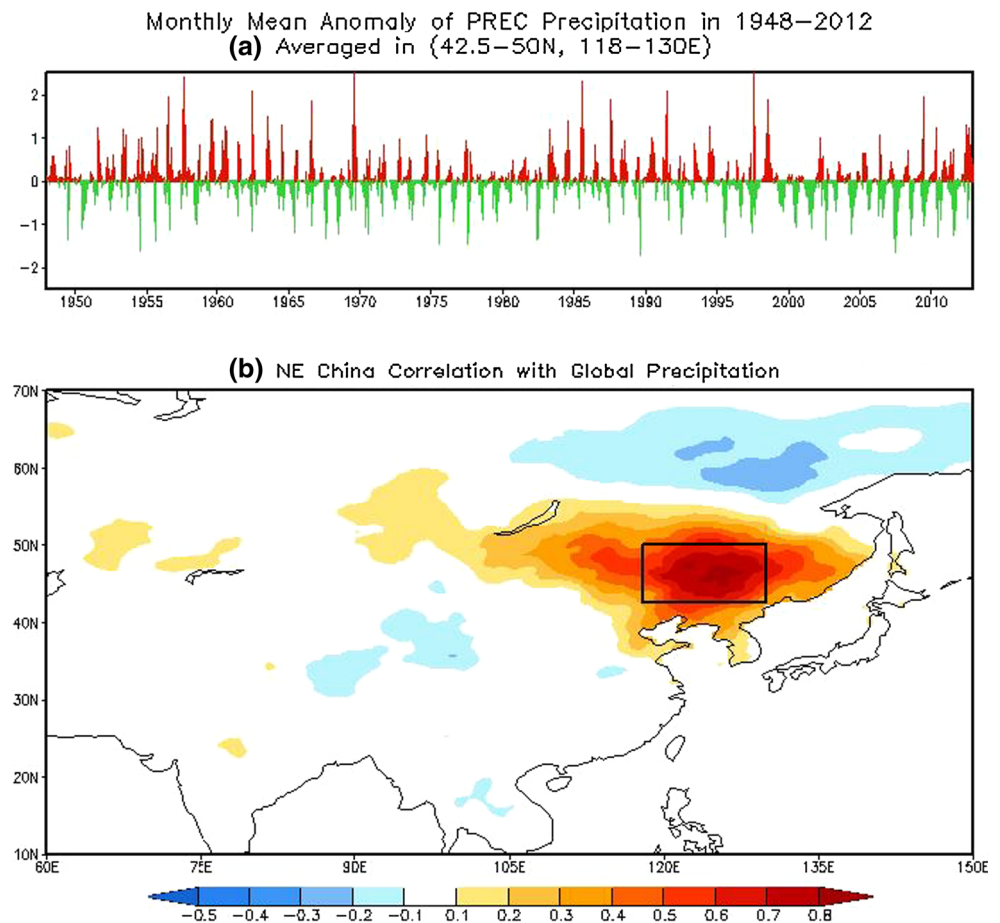 Monthly Mean Anomaly of PREC Precipitation in 1948-2012
(a) Averaged in (42.5-50N, 118-130E)
2
1
0
-1
-2
1950 1955 1960 1965 1970 1975 1980 1985 1990 1995 2000 2005 2010
(b) NE China Correlation with Global Precipitation
70N
60N
50N
40N
30N
20N
10N
60E 75E 90E 105E 120E 135E 150E
-0.5 -0.4 -0.3 -0.2 -0.1 0.1 0.2 0.3 0.4 0.5 0.6 0.7 0.8